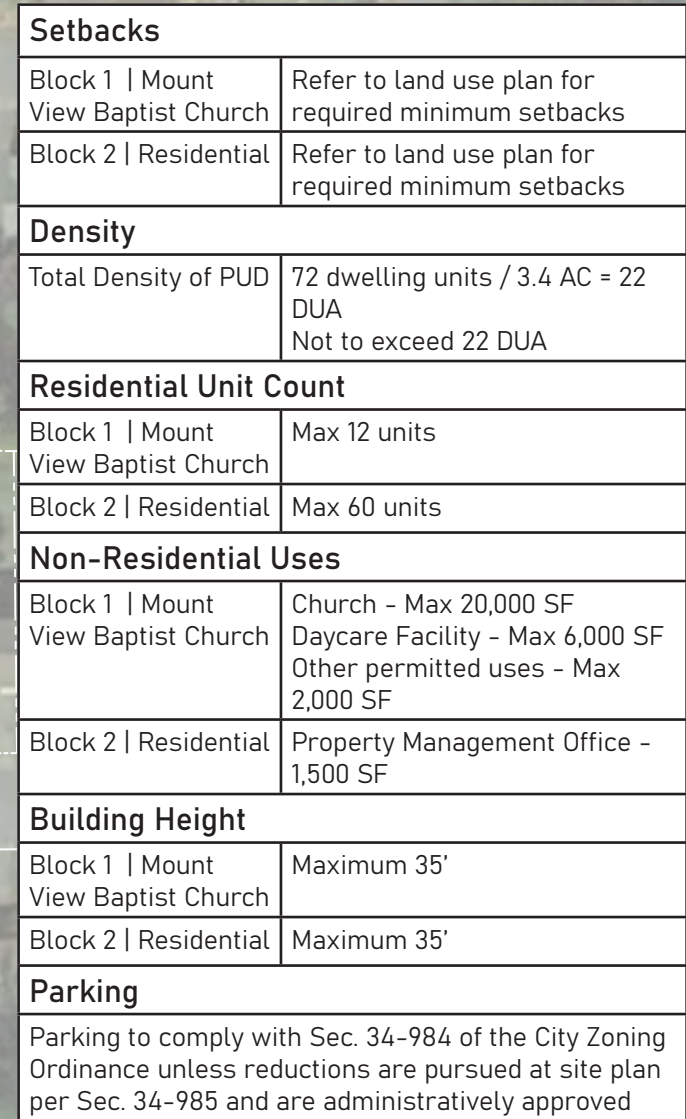 Setbacks
Block 1 | Mount
View Baptist Church
Refer to land use plan for
required minimum setbacks
Block 2 | Residential
Refer to land use plan for
required minimum setbacks
Density
Total Density of PUD
72 dwelling units / 3.4 AC = 22
DUA
Not to exceed 22 DUA
Residential Unit Count
Block 1 | Mount
View Baptist Church
Max 12 units
Block 2 | Residential
Max 60 units
Non-Residential Uses
Block 1 | Mount
View Baptist Church
Church - Max 20,000 SF
Daycare Facility - Max 6,000 SF
Other permitted uses - Max
2,000 SF
Block 2 | Residential
Property Management Office -
1,500 SF
Building Height
Block 1 | Mount
View Baptist Church
Maximum 35’
Block 2 | Residential
Maximum 35’
Parking
Parking to comply with Sec. 34-984 of the City Zoning
Ordinance unless reductions are pursued at site plan
per Sec. 34-985 and are administratively approved